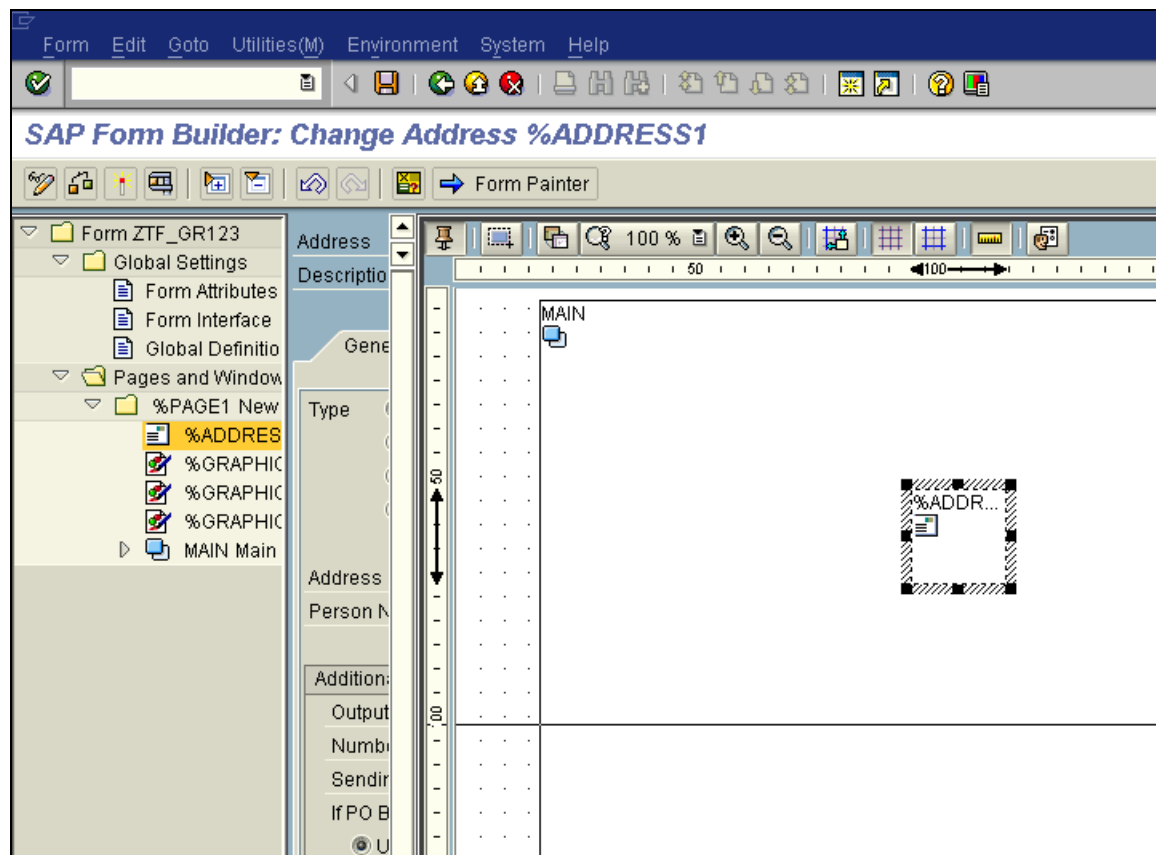 Form Edit Goto Utilities(M) Environment System Help
SAP Form Builder: Change Address %ADDRESS1
Form Painter
Form ZTF_GR123
Global Settings
Form Attributes
Form Interface
Global Definitio
Pages and Window
%PAGE1 New
%ADDRES
%GRAPHIC
%GRAPHIC
%GRAPHIC
MAIN Main
Address
Descriptio
Gene
Type
Address
Person N
Additiona
Output
Numbe
Sendin
If PO B
U
100 %
50
100
50
100
MAIN
%ADDR...